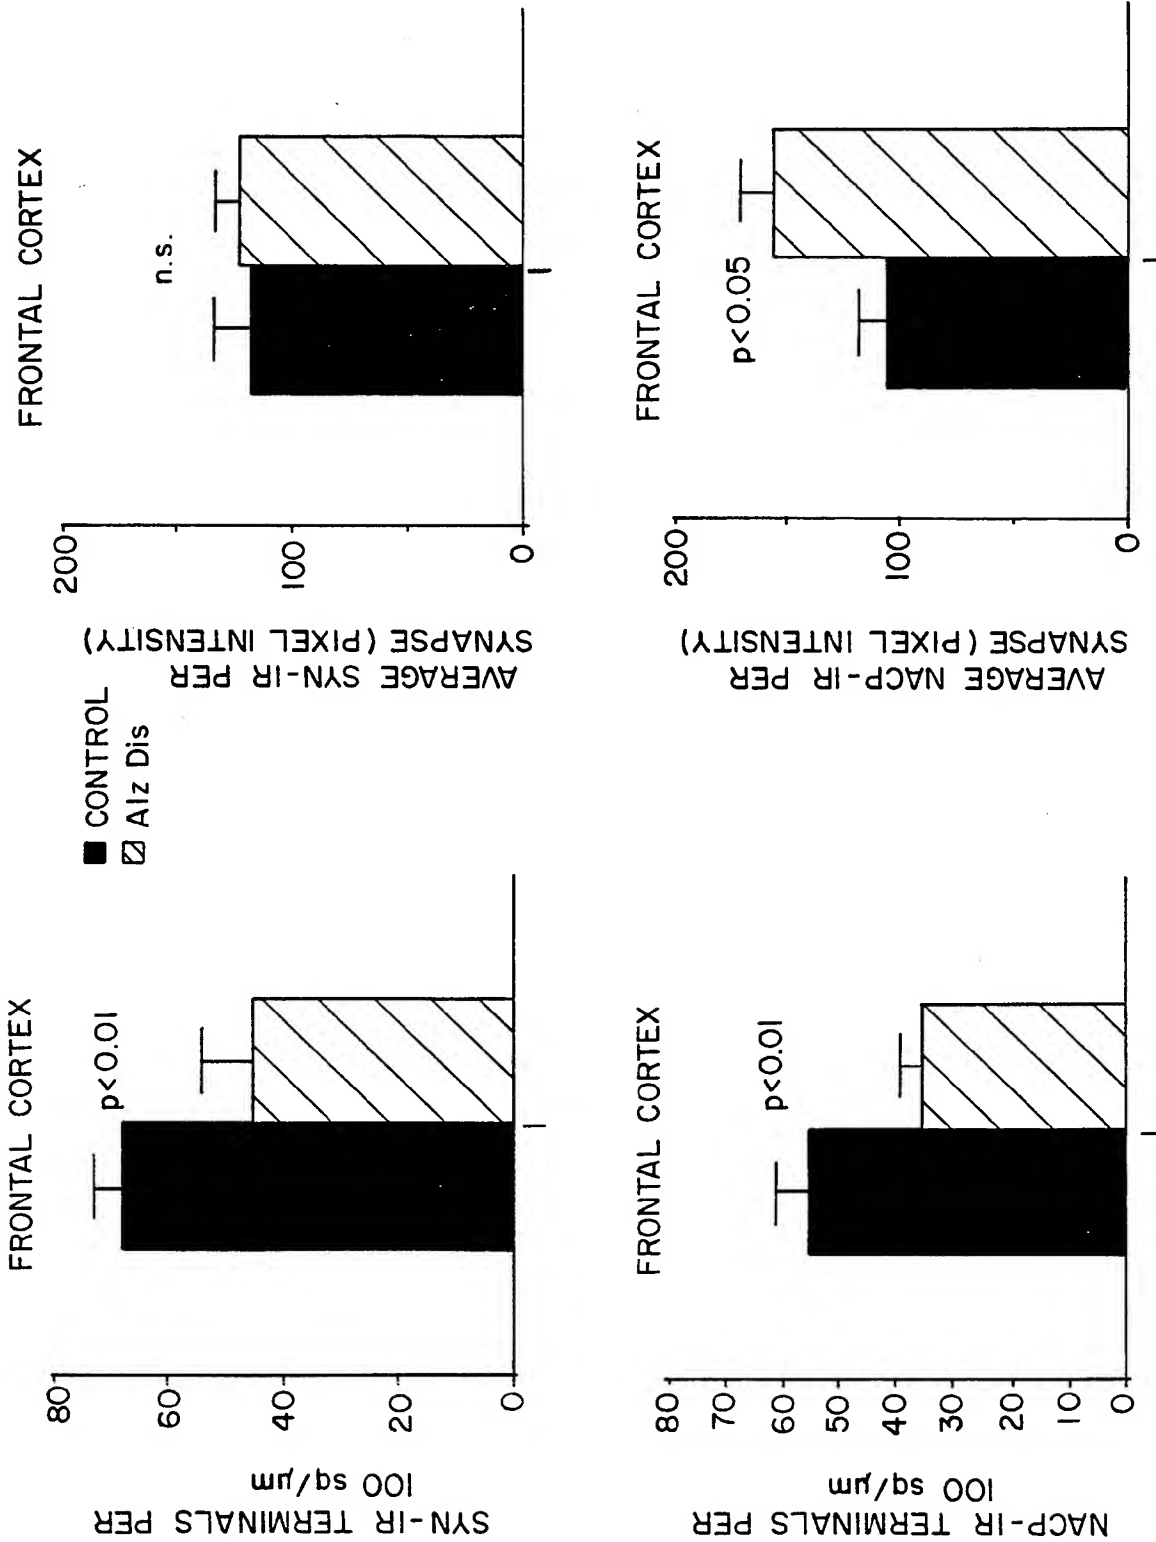 FRONTAL CORTEX
p<0.01
80
60
40
20
0
SYN-IR TERMINALS PER
100 sq/µm
CONTROL
Alz Dis
FRONTAL CORTEX
n.s.
200
100
0
AVERAGE SYN-IR PER
SYNAPSE (PIXEL INTENSITY)
FRONTAL CORTEX
p<0.01
80
70
60
50
40
30
20
10
0
NACP-IR TERMINALS PER
100 sq/µm
FRONTAL CORTEX
p<0.05
200
100
0
AVERAGE NACP-IR PER
SYNAPSE (PIXEL INTENSITY)